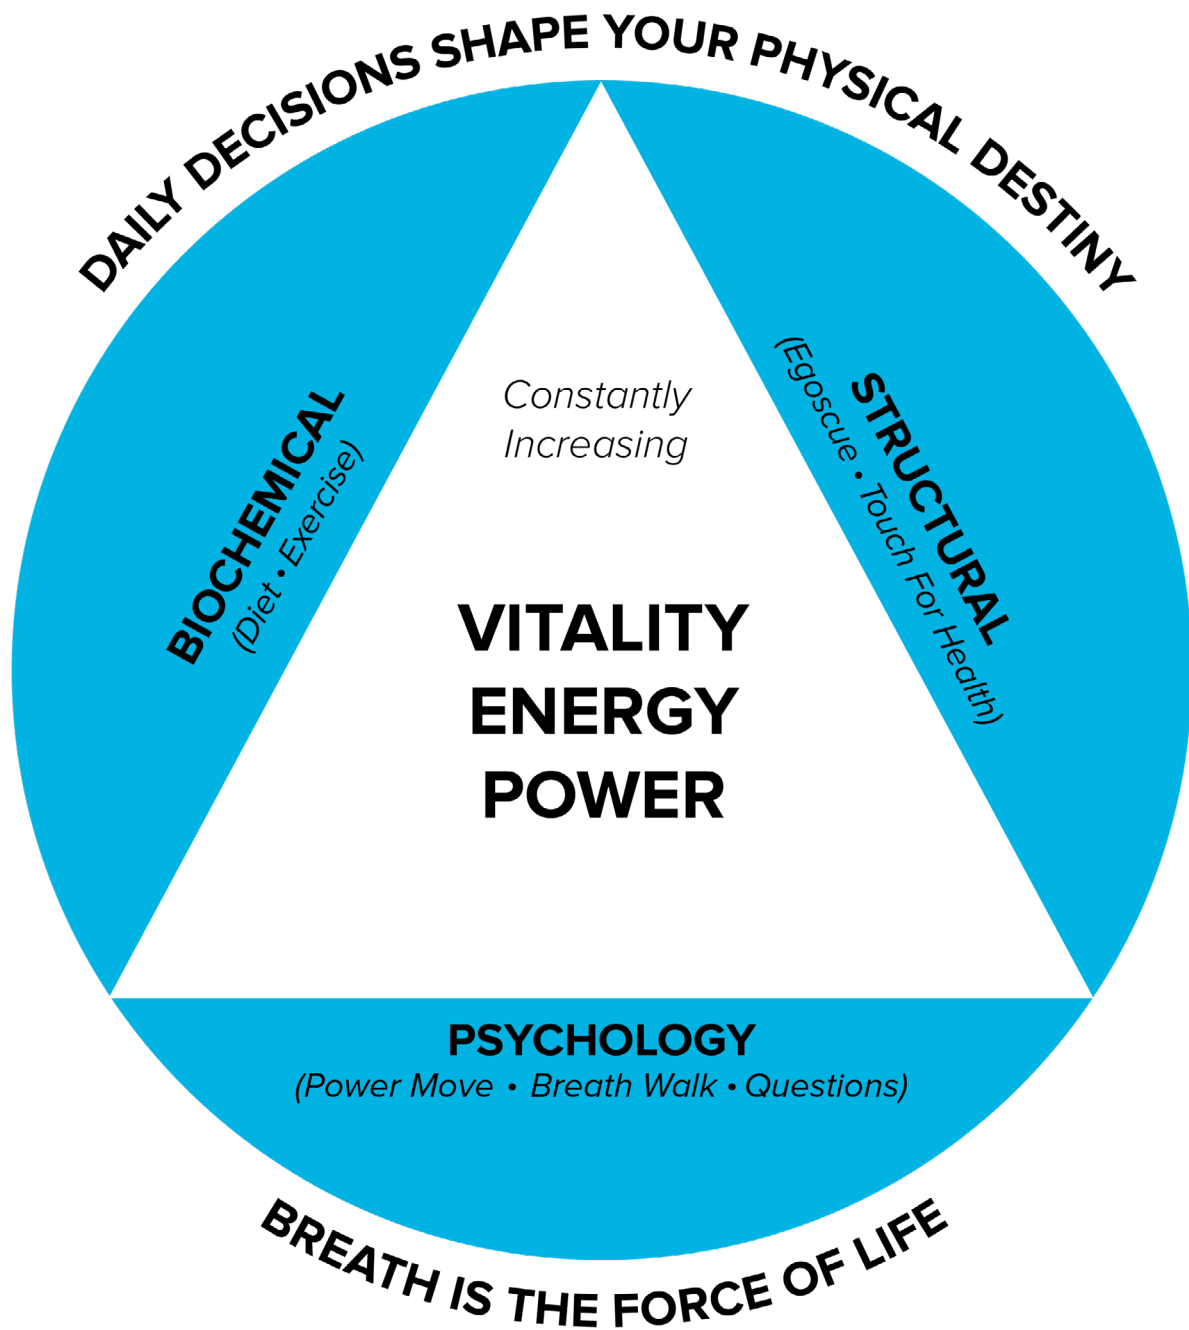 DAILY DECISIONS SHAPE YOUR PHYSICAL DESTINY
BIOCHEMICAL
(Diet • Exercise)
Constantly
Increasing
STRUCTURAL
(Egoscue • Touch For Health)
VITALITY
ENERGY
POWER
PSYCHOLOGY
(Power Move • Breath Walk • Questions)
BREATH IS THE FORCE OF LIFE